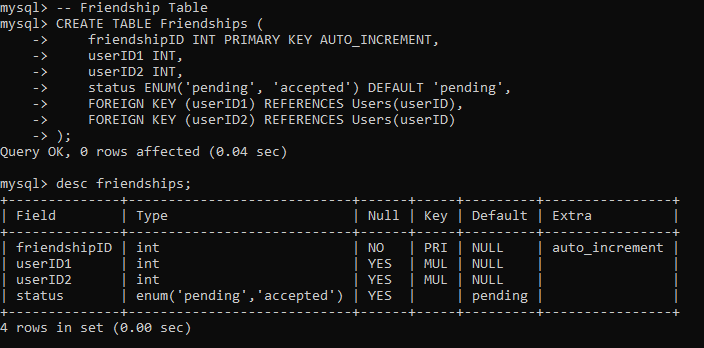 mysql> -- Friendship Table
mysql> CREATE TABLE Friendships (
    ->     friendshipID INT PRIMARY KEY AUTO_INCREMENT,
    ->     userID1 INT,
    ->     userID2 INT,
    ->     status ENUM('pending', 'accepted') DEFAULT 'pending',
    ->     FOREIGN KEY (userID1) REFERENCES Users(userID),
    ->     FOREIGN KEY (userID2) REFERENCES Users(userID)
    -> );
Query OK, 0 rows affected (0.04 sec)

mysql> desc friendships;
+--------------+----------------------------+------+-----+---------+----------------+
| Field        | Type                       | Null | Key | Default | Extra          |
+--------------+----------------------------+------+-----+---------+----------------+
| friendshipID | int                        | NO   | PRI | NULL    | auto_increment |
| userID1      | int                        | YES  | MUL | NULL    |                |
| userID2      | int                        | YES  | MUL | NULL    |                |
| status       | enum('pending','accepted') | YES  |     | pending |                |
+--------------+----------------------------+------+-----+---------+----------------+
4 rows in set (0.00 sec)